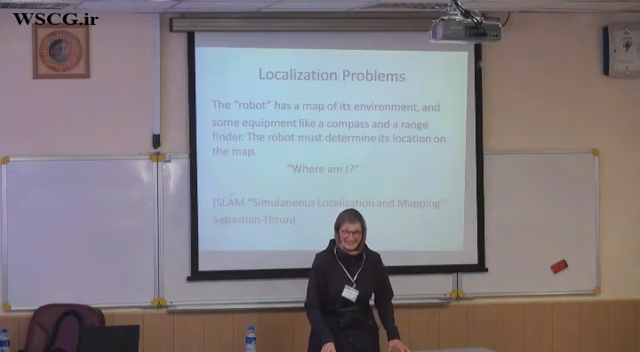 WSCG.ir
Localization Problems
The "robot" has a map of its environment, and
some equipment like a compass and a range
finder. The robot must determine its location on
the map.
"Where am I?"
(SLAM "Simultaneous Localization and Mapping"
Sebastian Thrun)